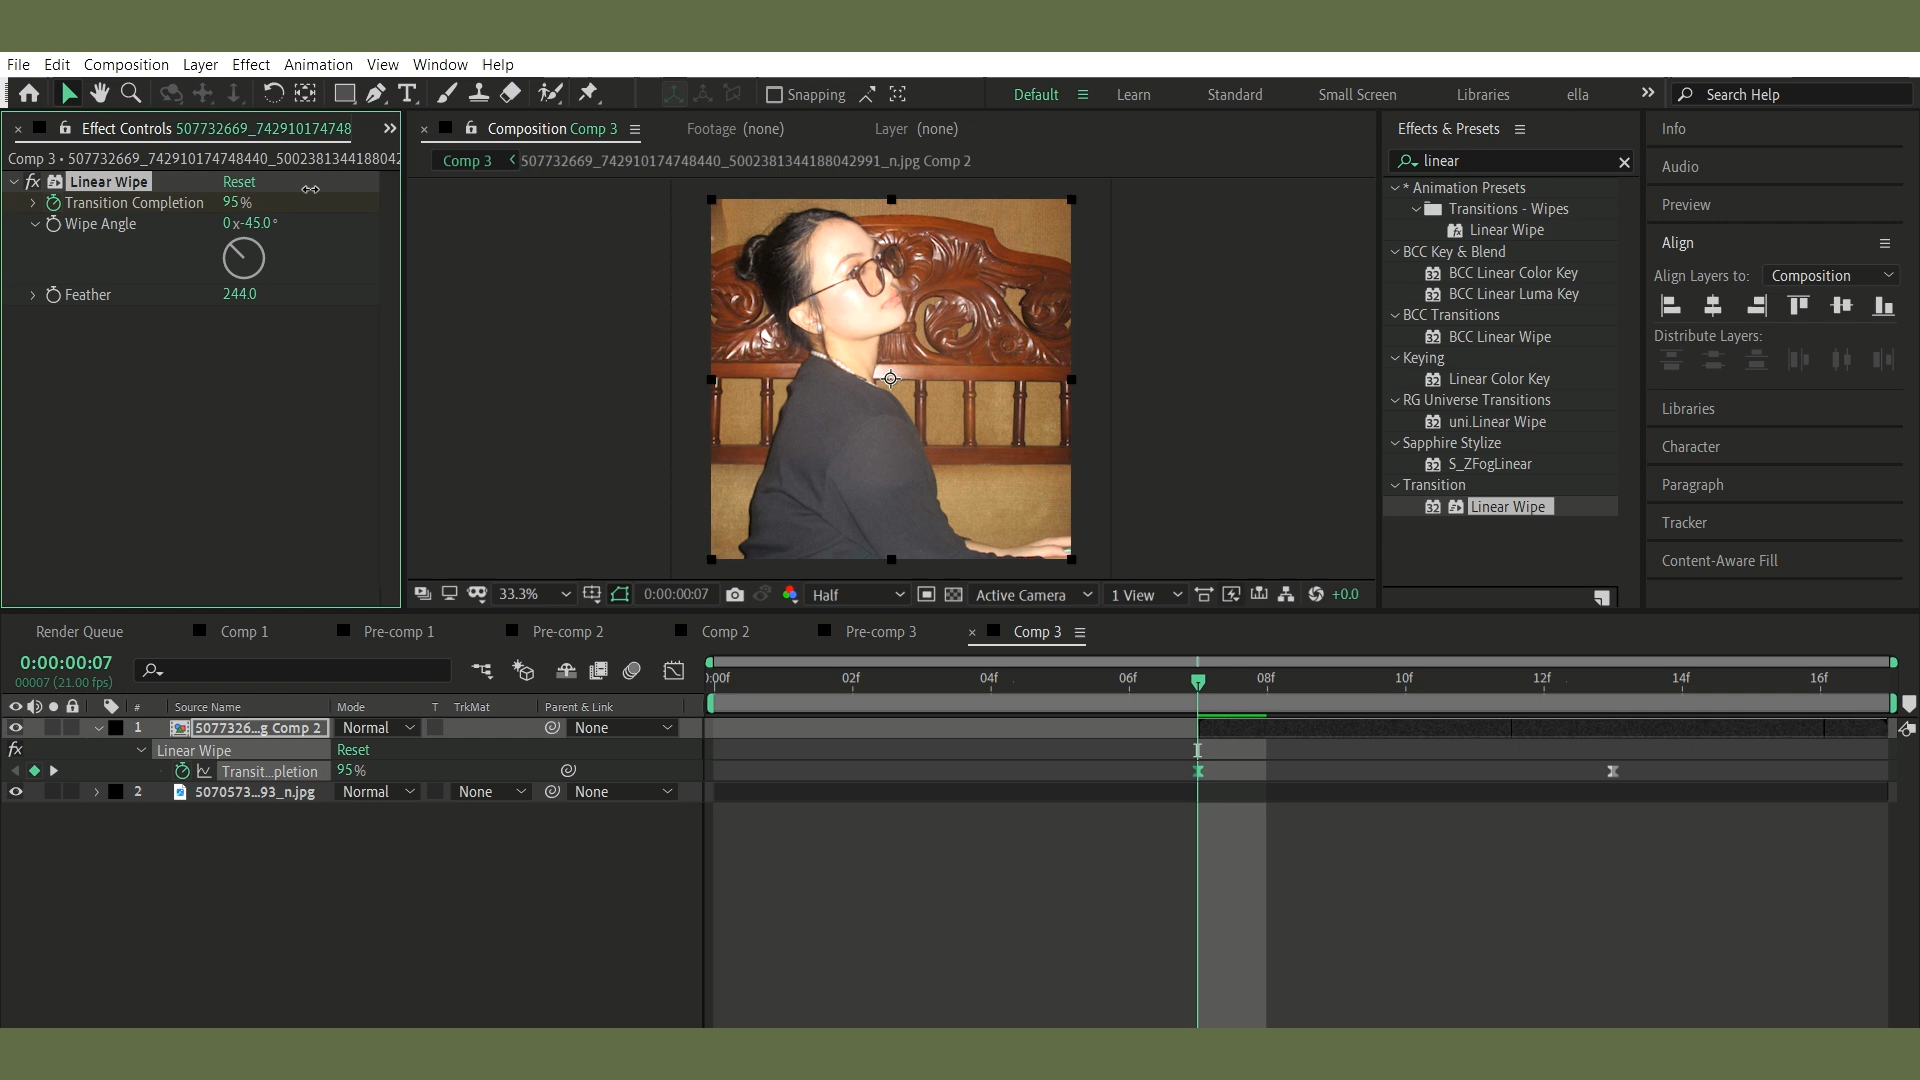 File Edit Composition Layer Effect Animation View Window Help
Snapping Default Learn Standard Small Screen Libraries ella Search Help
Effect Controls 507732669_742910174748
Comp 3 • 507732669_742910174748440_5002381344188042
fx Linear Wipe Reset
Transition Completion 95%
Wipe Angle 0x-45.0°
Feather 244.0
Composition Comp 3 Footage (none) Layer (none)
Comp 3 507732669_742910174748440_5002381344188042991_n.jpg Comp 2
33.3% 0:00:00:07 Half Active Camera 1 View +0.0
Effects & Presets
linear
* Animation Presets
Transitions - Wipes
Linear Wipe
BCC Key & Blend
32 BCC Linear Color Key
32 BCC Linear Luma Key
BCC Transitions
32 BCC Linear Wipe
Keying
32 Linear Color Key
RG Universe Transitions
32 uni.Linear Wipe
Sapphire Stylize
32 S_ZFogLinear
Transition
32 Linear Wipe
Info
Audio
Preview
Align
Align Layers to: Composition
Distribute Layers:
Libraries
Character
Paragraph
Tracker
Content-Aware Fill
Render Queue Comp 1 Pre-comp 1 Pre-comp 2 Comp 2 Pre-comp 3 Comp 3
0:00:00:07
00007 (21.00 fps)
):00f 02f 04f 06f 08f 10f 12f 14f 16f
# Source Name Mode T TrkMat Parent & Link
1 5077326...g Comp 2 Normal None
fx Linear Wipe Reset
Transit...pletion 95%
2 5070573...93_n.jpg Normal None None